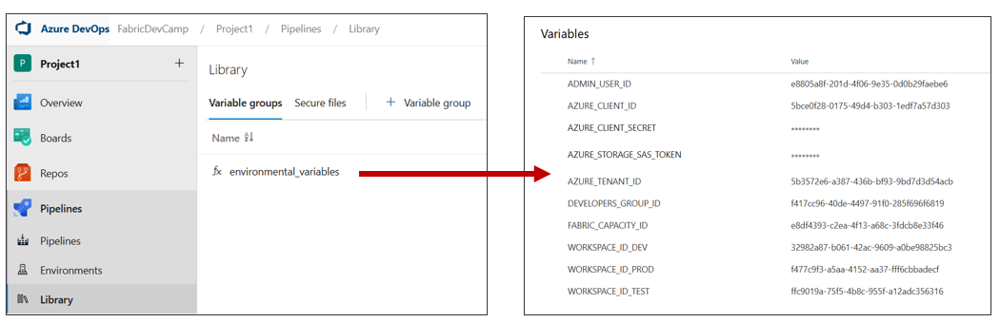 Azure DevOps FabricDevCamp / Project1 / Pipelines / Library
P Project1 +
Overview
Boards
Repos
Pipelines
Pipelines
Environments
Library
Library
Variable groups Secure files + Variable group
Name
fx environmental_variables
Variables
Name ↑ Value
ADMIN_USER_ID e8805a8f-201d-4f06-9e35-0d0b29faebe6
AZURE_CLIENT_ID 5bce0f28-0175-49d4-b303-1edf7a57d303
AZURE_CLIENT_SECRET ********
AZURE_STORAGE_SAS_TOKEN ********
AZURE_TENANT_ID 5b3572e6-a387-436b-bf93-9bd7d3d54acb
DEVELOPERS_GROUP_ID f417cc96-40de-4497-91f0-285f696f6819
FABRIC_CAPACITY_ID e8df4393-c2ea-4f13-a68c-3fdcb8e33f46
WORKSPACE_ID_DEV 32982a87-b061-42ac-9609-a0be98825bc3
WORKSPACE_ID_PROD f477c9f3-a5aa-4152-aa37-fff6cbbadecf
WORKSPACE_ID_TEST ffc9019a-75f5-4b8c-955f-a12adc356316